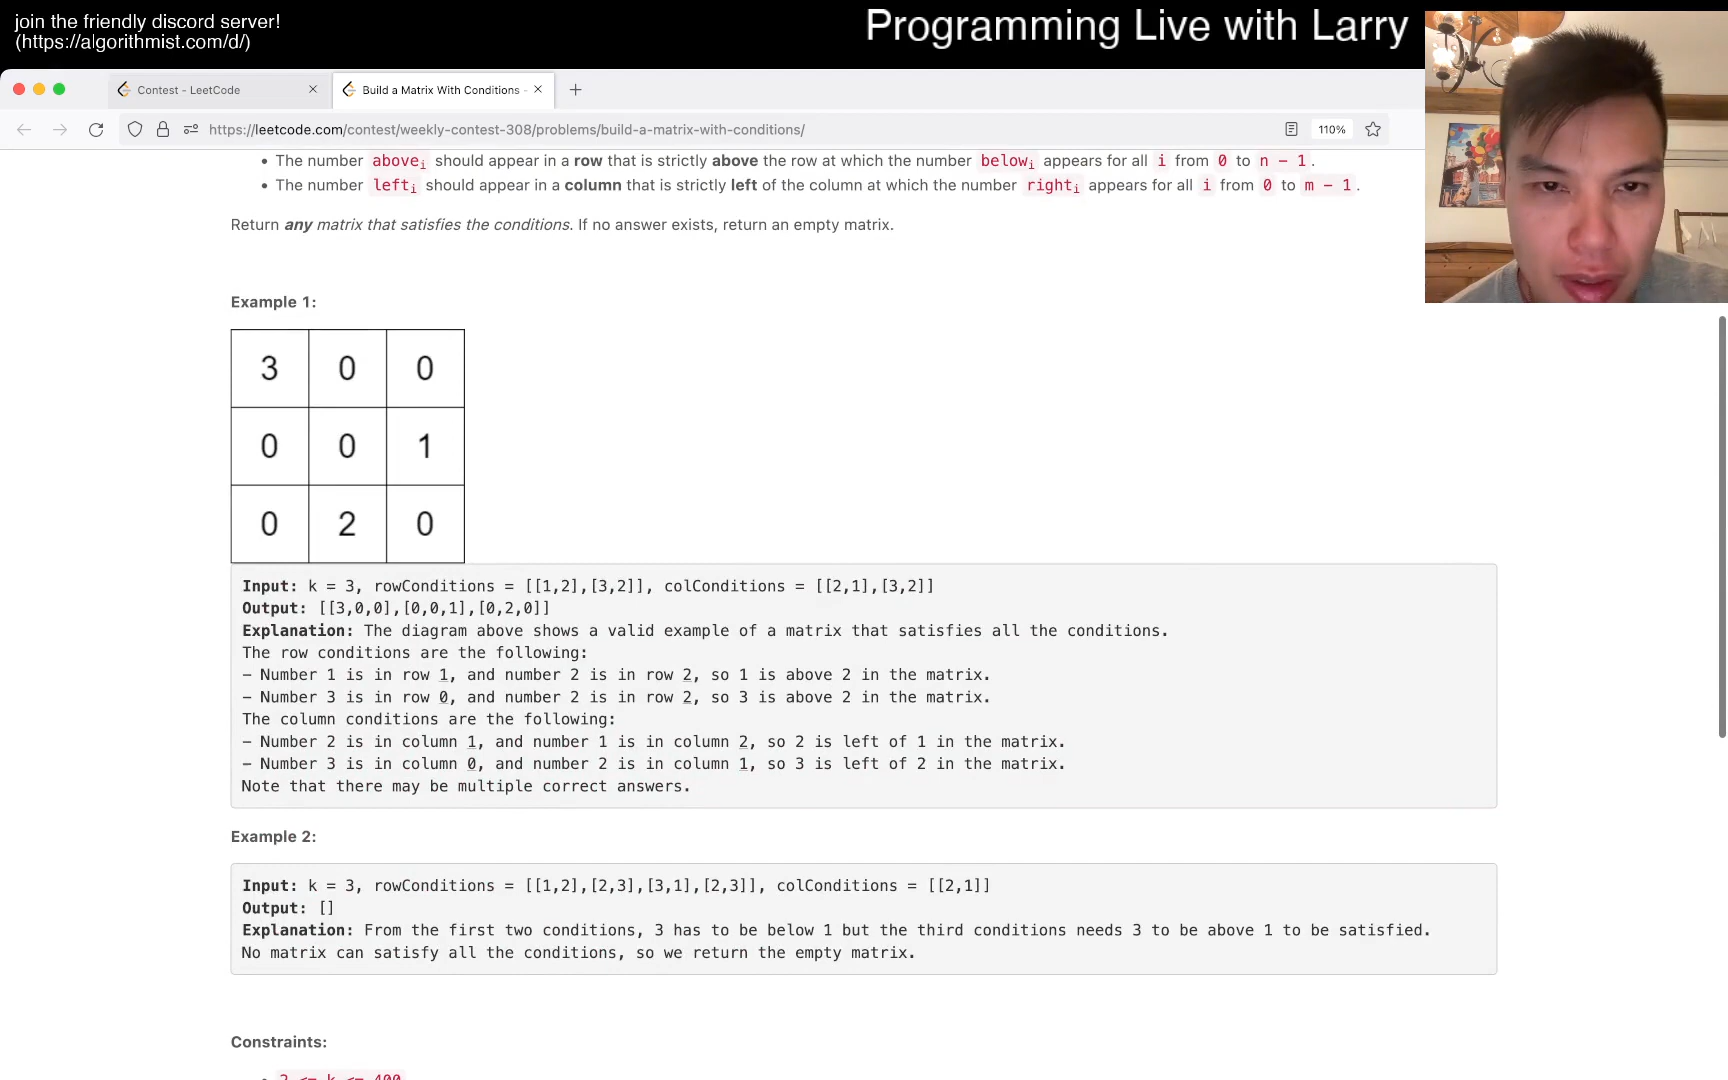 join the friendly discord server!
(https://algorithmist.com/d/)
Programming Live with Larry
Contest - LeetCode
Build a Matrix With Conditions -
https://leetcode.com/contest/weekly-contest-308/problems/build-a-matrix-with-conditions/
110%
• The number aboveᵢ should appear in a row that is strictly above the row at which the number belowᵢ appears for all i from 0 to n - 1.
• The number leftᵢ should appear in a column that is strictly left of the column at which the number rightᵢ appears for all i from 0 to m - 1.
Return any matrix that satisfies the conditions. If no answer exists, return an empty matrix.
Example 1:
3 0 0
0 0 1
0 2 0
Input: k = 3, rowConditions = [[1,2],[3,2]], colConditions = [[2,1],[3,2]]
Output: [[3,0,0],[0,0,1],[0,2,0]]
Explanation: The diagram above shows a valid example of a matrix that satisfies all the conditions.
The row conditions are the following:
- Number 1 is in row 1, and number 2 is in row 2, so 1 is above 2 in the matrix.
- Number 3 is in row 0, and number 2 is in row 2, so 3 is above 2 in the matrix.
The column conditions are the following:
- Number 2 is in column 1, and number 1 is in column 2, so 2 is left of 1 in the matrix.
- Number 3 is in column 0, and number 2 is in column 1, so 3 is left of 2 in the matrix.
Note that there may be multiple correct answers.
Example 2:
Input: k = 3, rowConditions = [[1,2],[2,3],[3,1],[2,3]], colConditions = [[2,1]]
Output: []
Explanation: From the first two conditions, 3 has to be below 1 but the third conditions needs 3 to be above 1 to be satisfied.
No matrix can satisfy all the conditions, so we return the empty matrix.
Constraints:
• 2 <= k <= 400